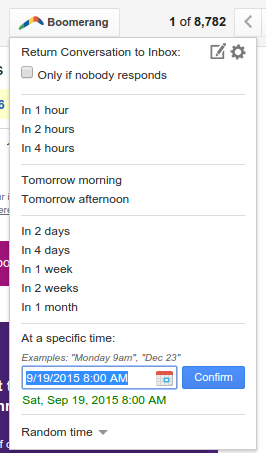 Boomerang
1 of 8,782
Return Conversation to Inbox:
Only if nobody responds
In 1 hour
In 2 hours
In 4 hours
Tomorrow morning
Tomorrow afternoon
In 2 days
In 4 days
In 1 week
In 2 weeks
In 1 month
At a specific time:
Examples: "Monday 9am", "Dec 23"
9/19/2015 8:00 AM
Confirm
Sat, Sep 19, 2015 8:00 AM
Random time